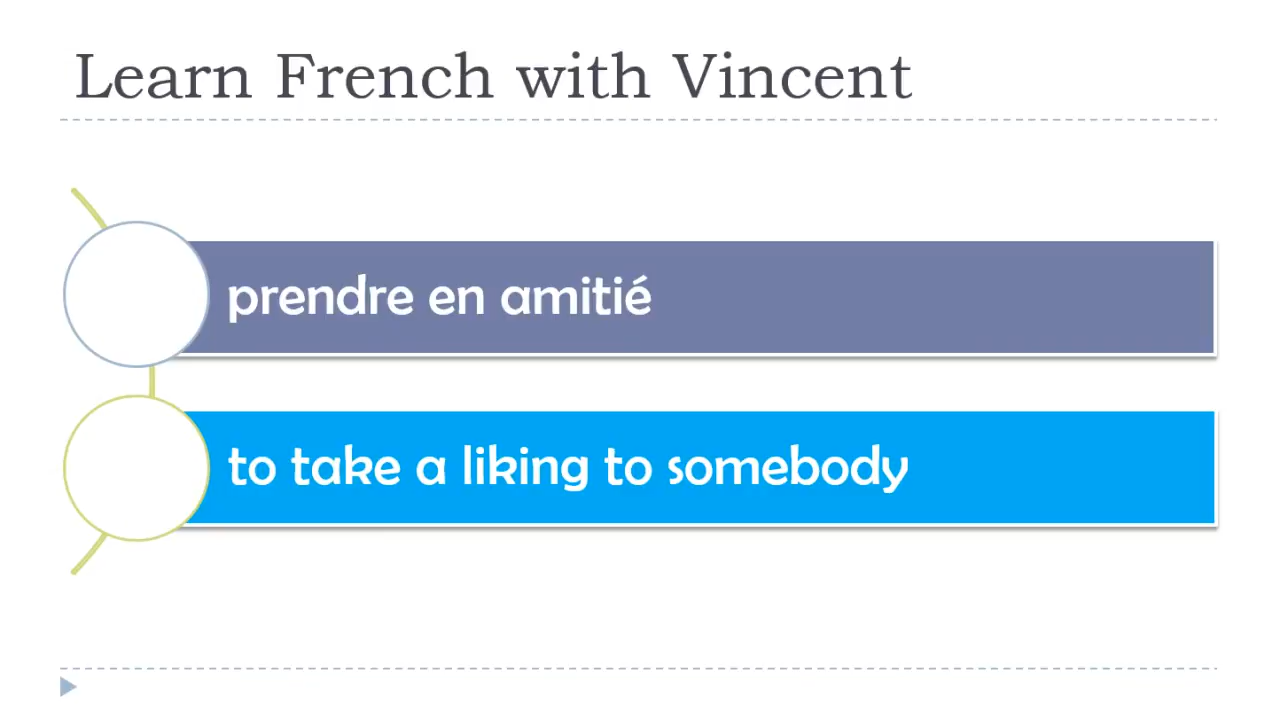 Learn French with Vincent
prendre en amitié
to take a liking to somebody